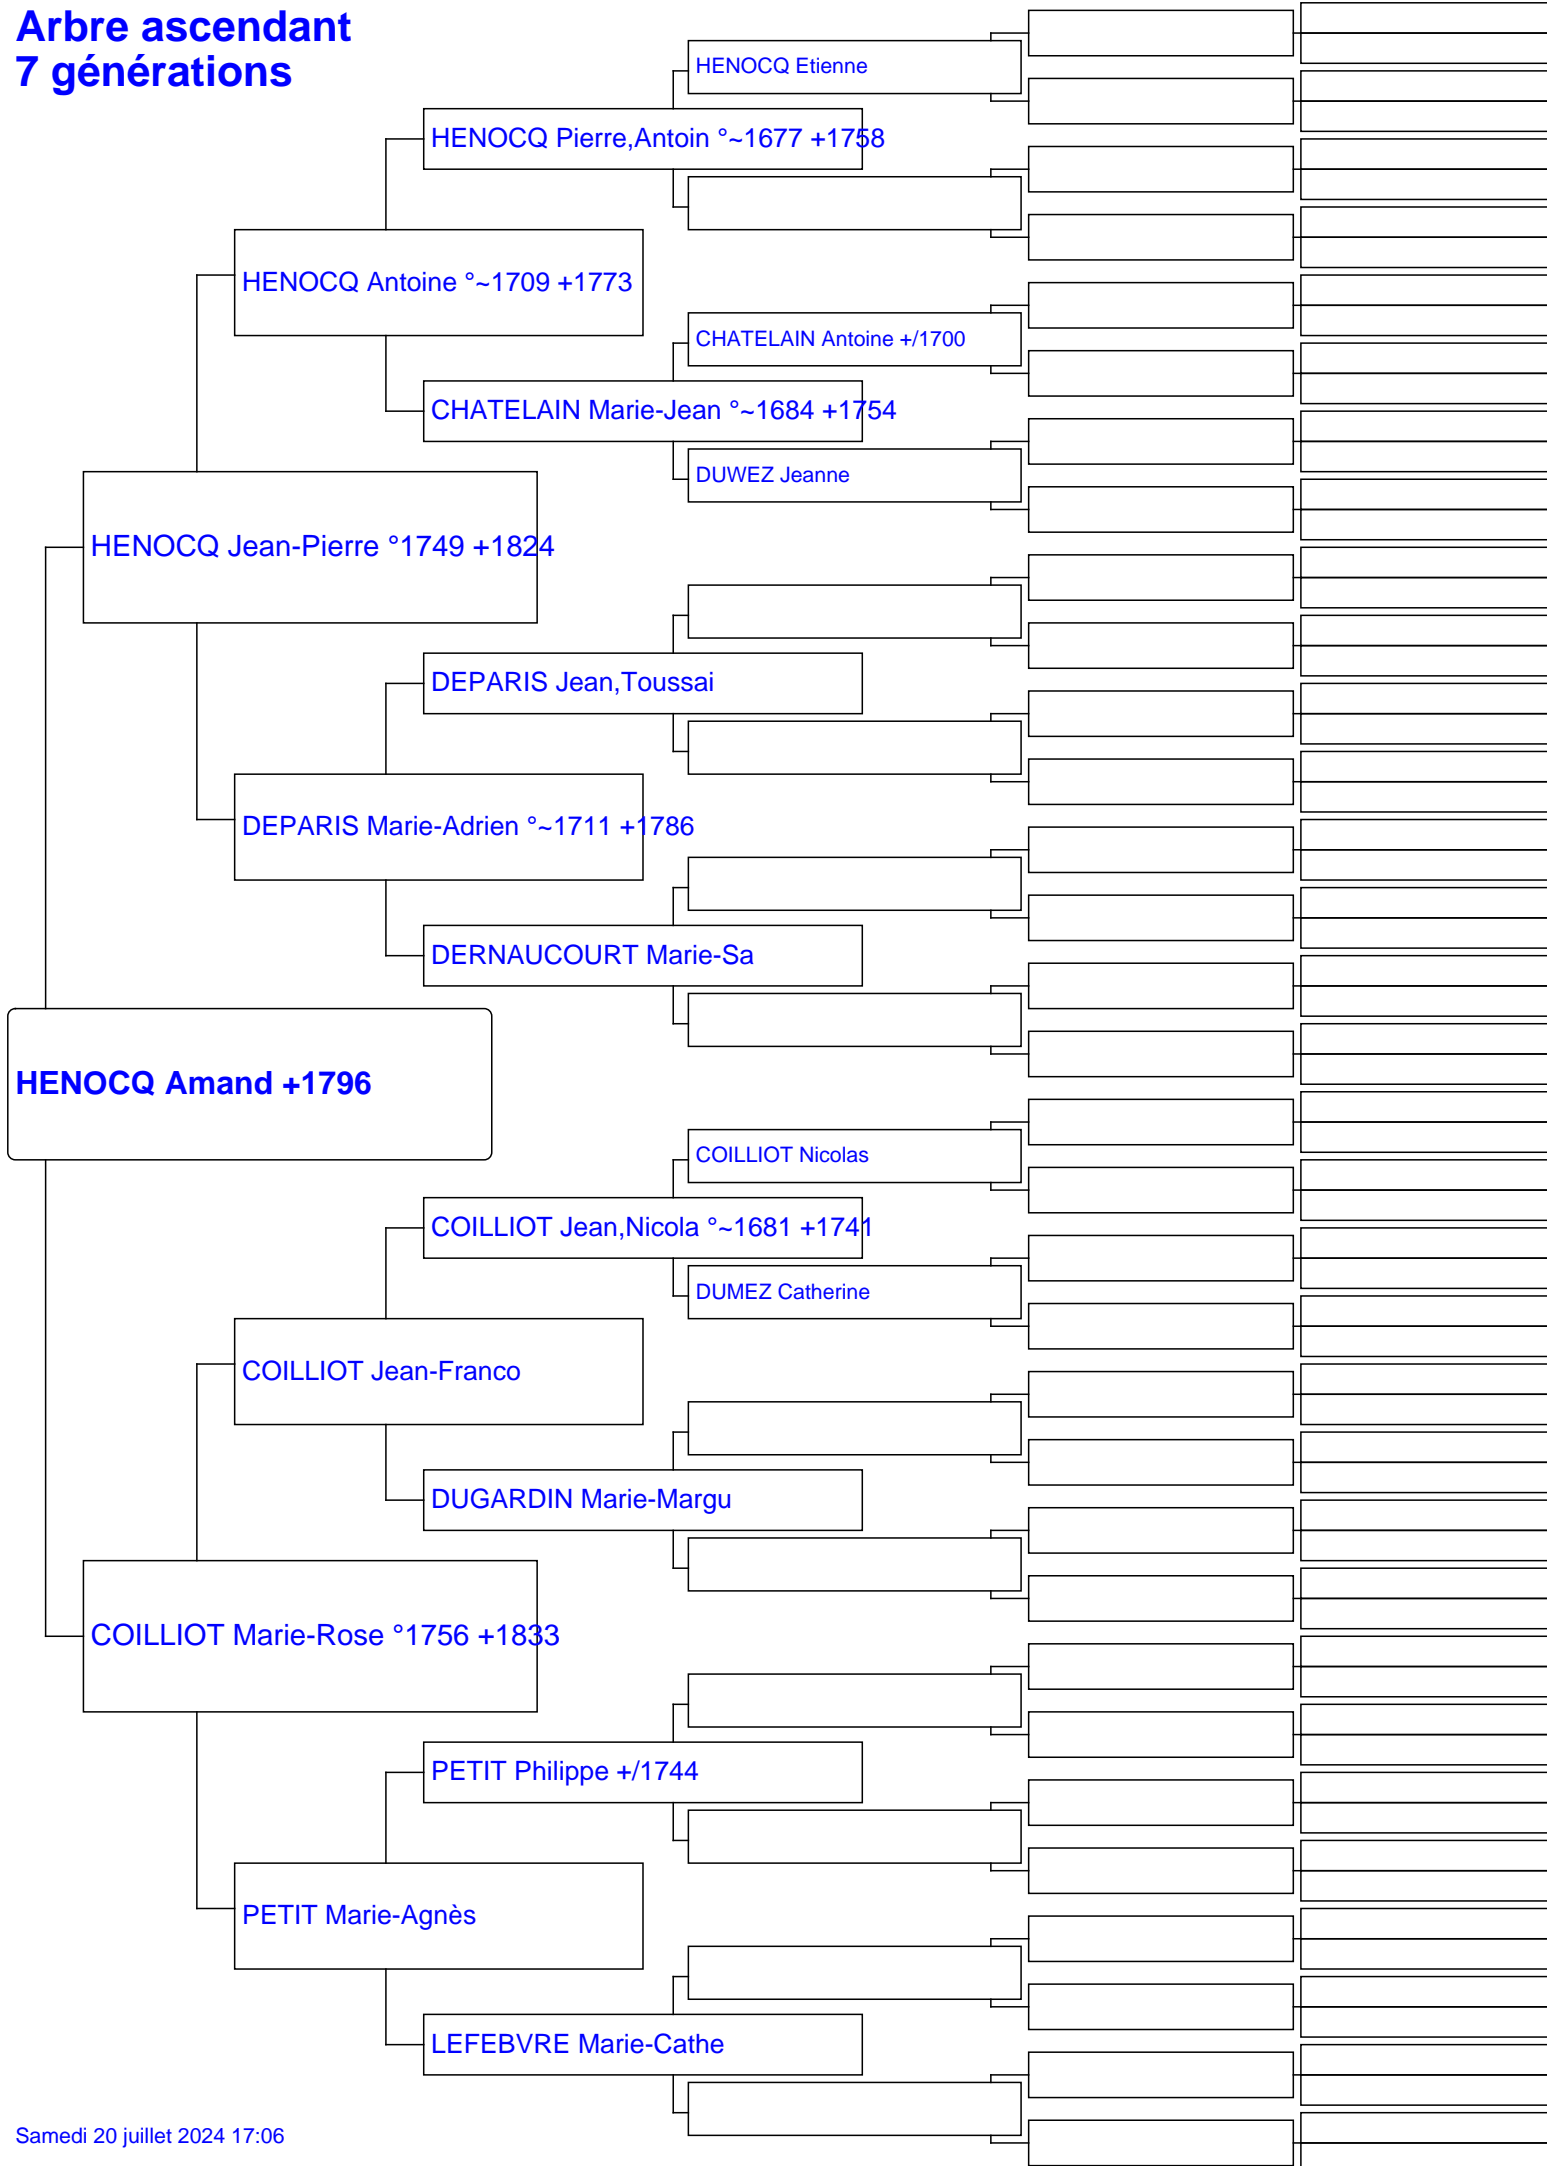 Arbre ascendant
7 générations
HENOCQ Etienne
HENOCQ Pierre,Antoin °~1677 +1758
HENOCQ Antoine °~1709 +1773
CHATELAIN Antoine +/1700
CHATELAIN Marie-Jean °~1684 +1754
DUWEZ Jeanne
HENOCQ Jean-Pierre °1749 +1824
DEPARIS Jean,Toussai
DEPARIS Marie-Adrien °~1711 +1786
DERNAUCOURT Marie-Sa
HENOCQ Amand +1796
COILLIOT Nicolas
COILLIOT Jean,Nicola °~1681 +1741
DUMEZ Catherine
COILLIOT Jean-Franco
DUGARDIN Marie-Margu
COILLIOT Marie-Rose °1756 +1833
PETIT Philippe +/1744
PETIT Marie-Agnès
LEFEBVRE Marie-Cathe
Samedi 20 juillet 2024 17:06